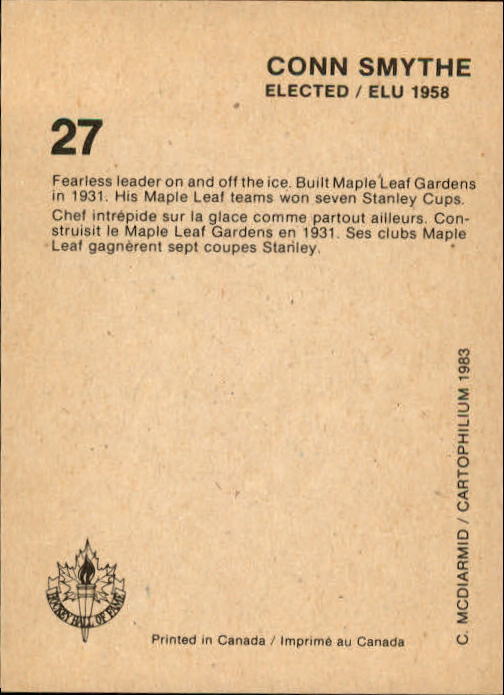 CONN SMYTHE
ELECTED / ELU 1958
27
Fearless leader on and off the ice. Built Maple Leaf Gardens
in 1931. His Maple Leaf teams won seven Stanley Cups.
Chef intrépide sur la glace comme partout ailleurs. Con-
struisit le Maple Leaf Gardens en 1931. Ses clubs Maple
Leaf gagnèrent sept coupes Stanley.
C. MCDIARMID / CARTOPHILIUM 1983
HOCKEY HALL OF FAME
Printed in Canada / Imprimé au Canada